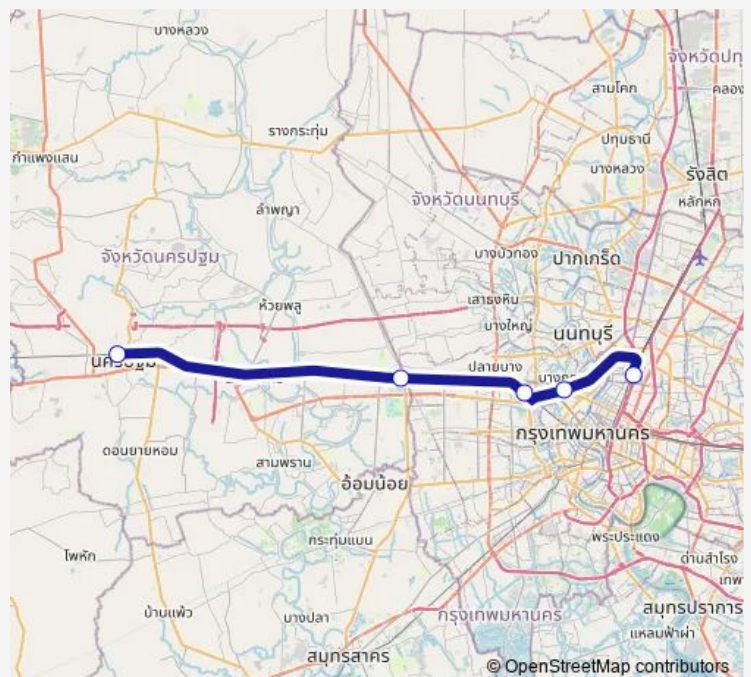 บางหลวง
จังหวัดปทุ
สามโคก
คลอง
รางกระทุ่ม
ปทุมธานี
กำแพงแสน
บางหลวง
รังสิต
หลักหก
ลำพญา
จังหวัดนนทบุรี
จังหวัดนครปฐม
บางบัวทอง
ปากเกร็ด
ห้วยพลู
เสาธงหิน
บางใหญ่
นนทบุรี
นครปฐม
ปลายบาง
กรุงเทพมหานคร
ดอนยายหอม
สามพราน
อ้อมน้อย
โพหัก
กระทุ่มแบน
พระประแดง
ด่านสำโรง
เทพ
บ้านแพ้ว
บางปลา
กรุงเทพมหานคร
สมุทรปราการ
แหลมฟ้าผ่า
สมุทรสาคร
© OpenStreetMap contributors